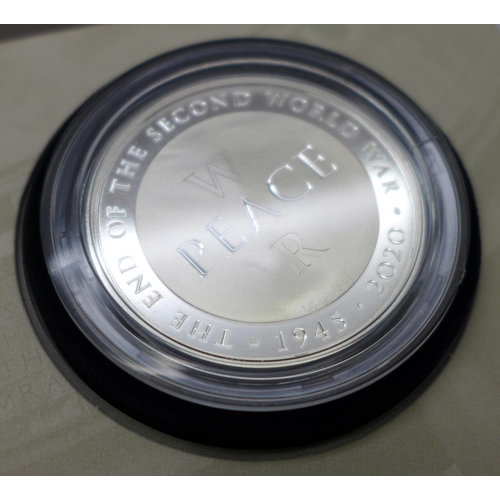 THE END OF THE SECOND WORLD WAR · 1945 · 2020 ·
W
PEACE
R